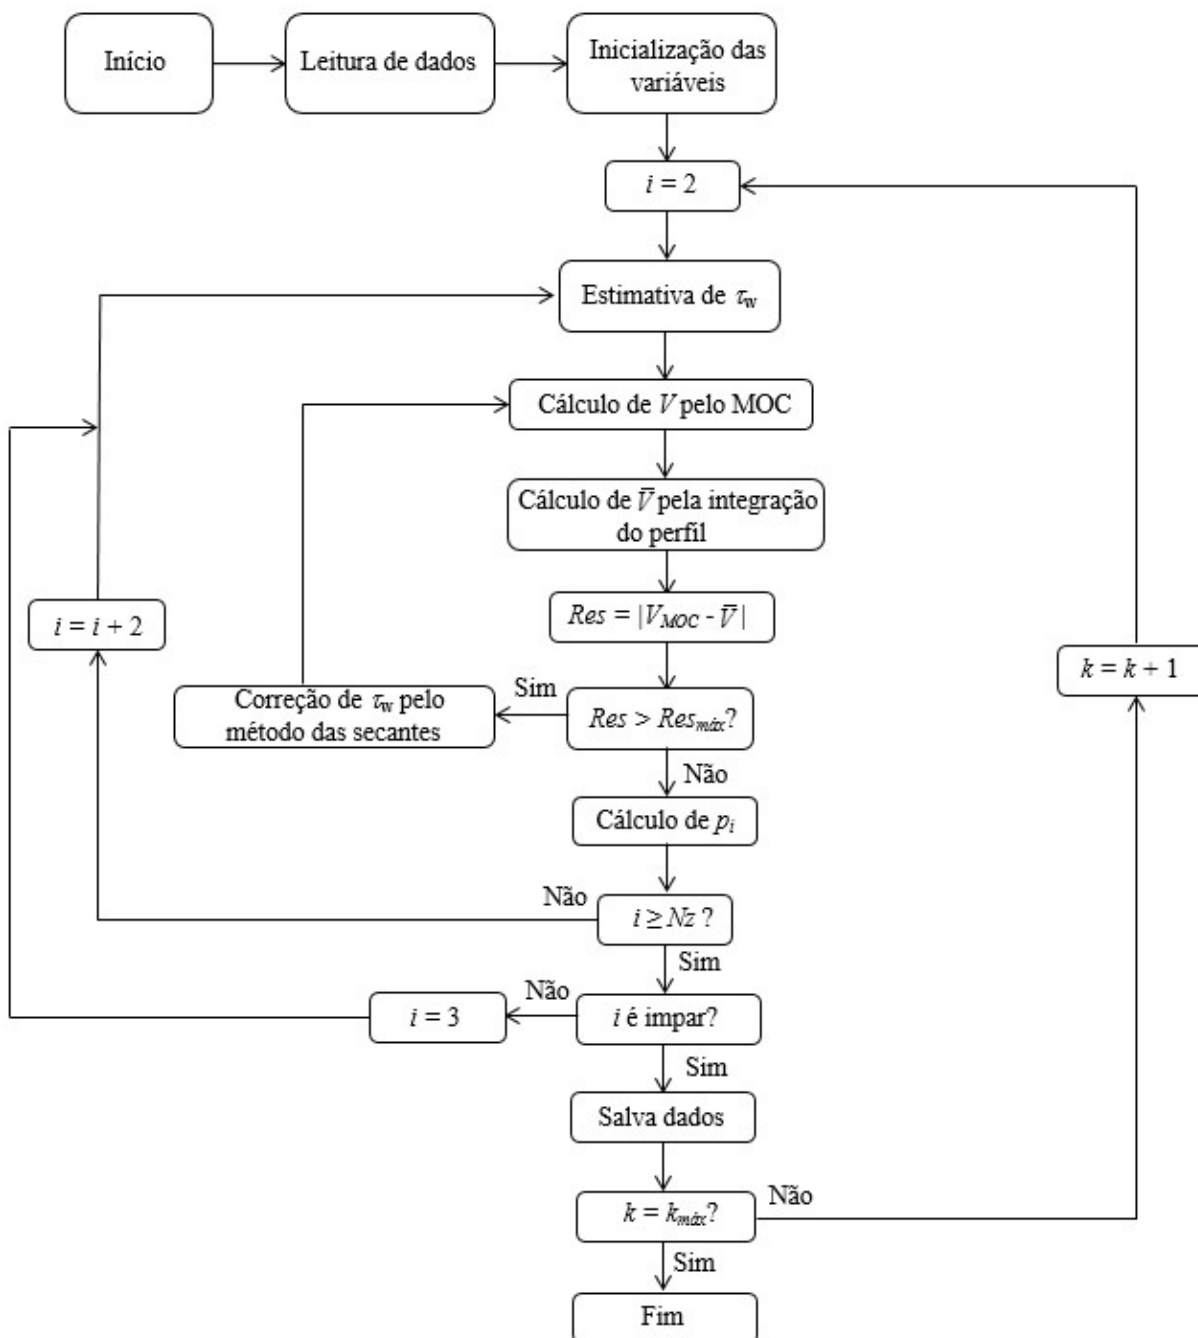 Início
Leitura de dados
Inicialização das
variáveis
i = 2
Estimativa de τw
Cálculo de V pelo MOC
Cálculo de V̅ pela integração
do perfil
i = i + 2
Res = |VMOC - V̅ |
k = k + 1
Sim
Correção de τw pelo
método das secantes
Res > Resmáx?
Não
Cálculo de pi
Não
i ≥ Nz ?
Sim
Não
i = 3
i é impar?
Sim
Salva dados
k = kmáx?
Não
Sim
Fim